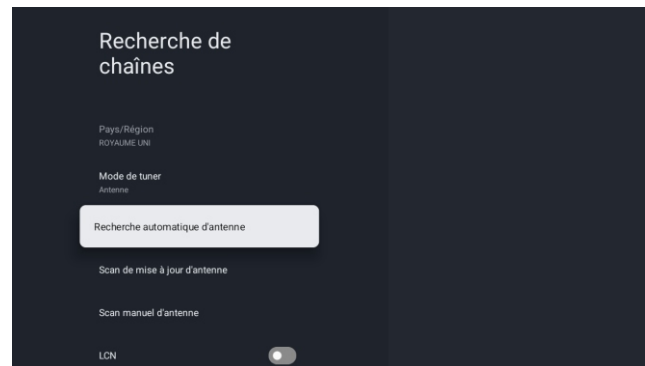 Recherche de
chaînes
Pays/Région
ROYAUME UNI
Mode de tuner
Antenne
Recherche automatique d'antenne
Scan de mise à jour d'antenne
Scan manuel d'antenne
LCN